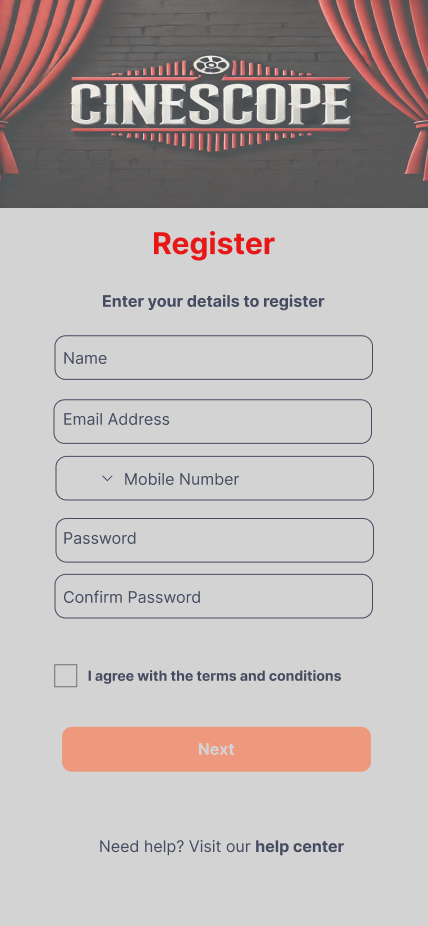 CINESCOPE
Register
Enter your details to register
Name
Email Address
Mobile Number
Password
Confirm Password
I agree with the terms and conditions
Next
Need help? Visit our help center